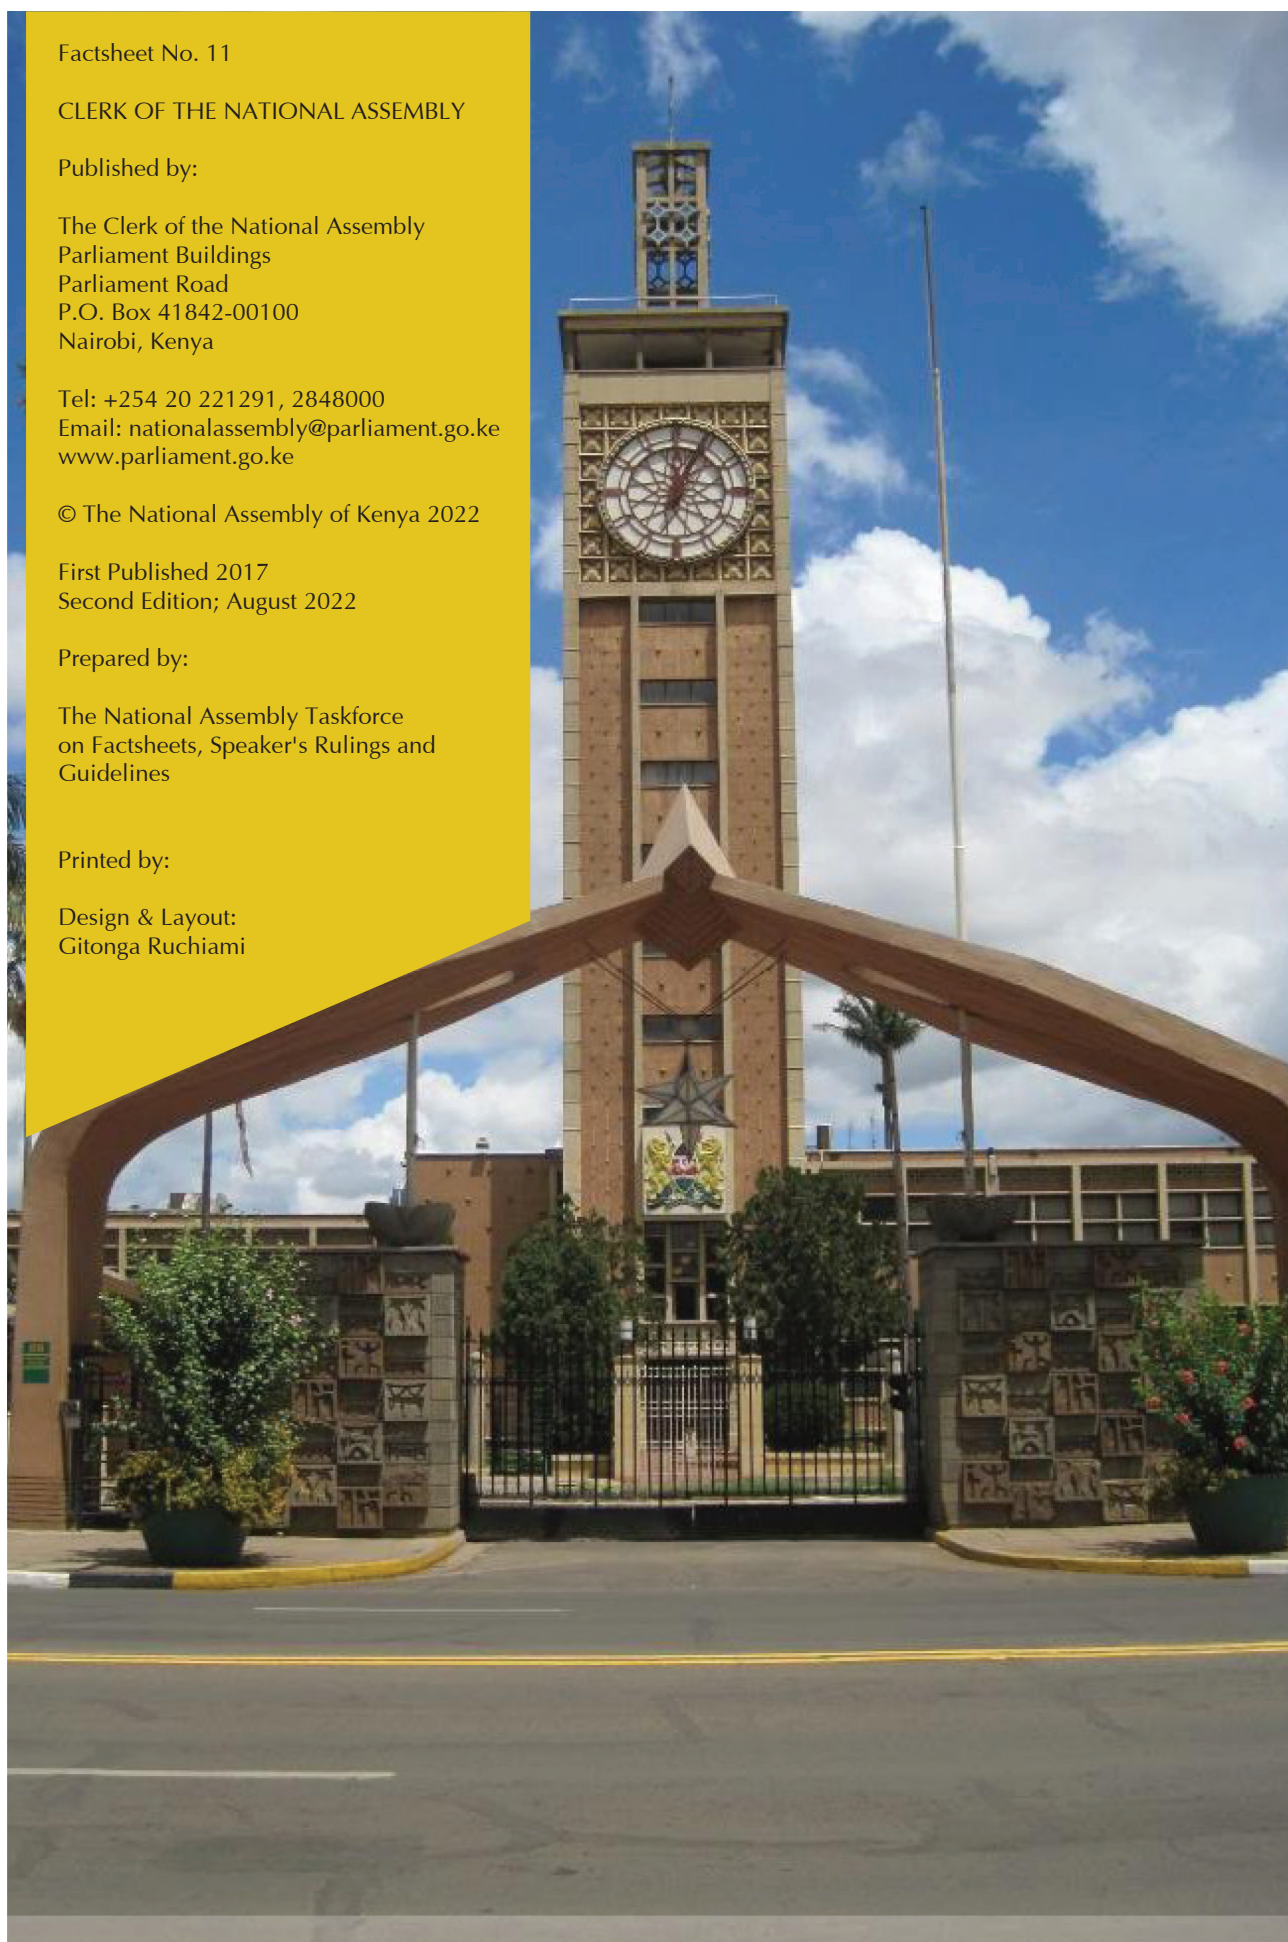 Factsheet No. 11
CLERK OF THE NATIONAL ASSEMBLY
Published by:
The Clerk of the National Assembly
Parliament Buildings
Parliament Road
P.O. Box 41842-00100
Nairobi, Kenya
Tel: +254 20 221291, 2848000
Email: nationalassembly@parliament.go.ke
www.parliament.go.ke
© The National Assembly of Kenya 2022
First Published 2017
Second Edition; August 2022
Prepared by:
The National Assembly Taskforce
on Factsheets, Speaker's Rulings and
Guidelines
Printed by:
Design & Layout:
Gitonga Ruchiami